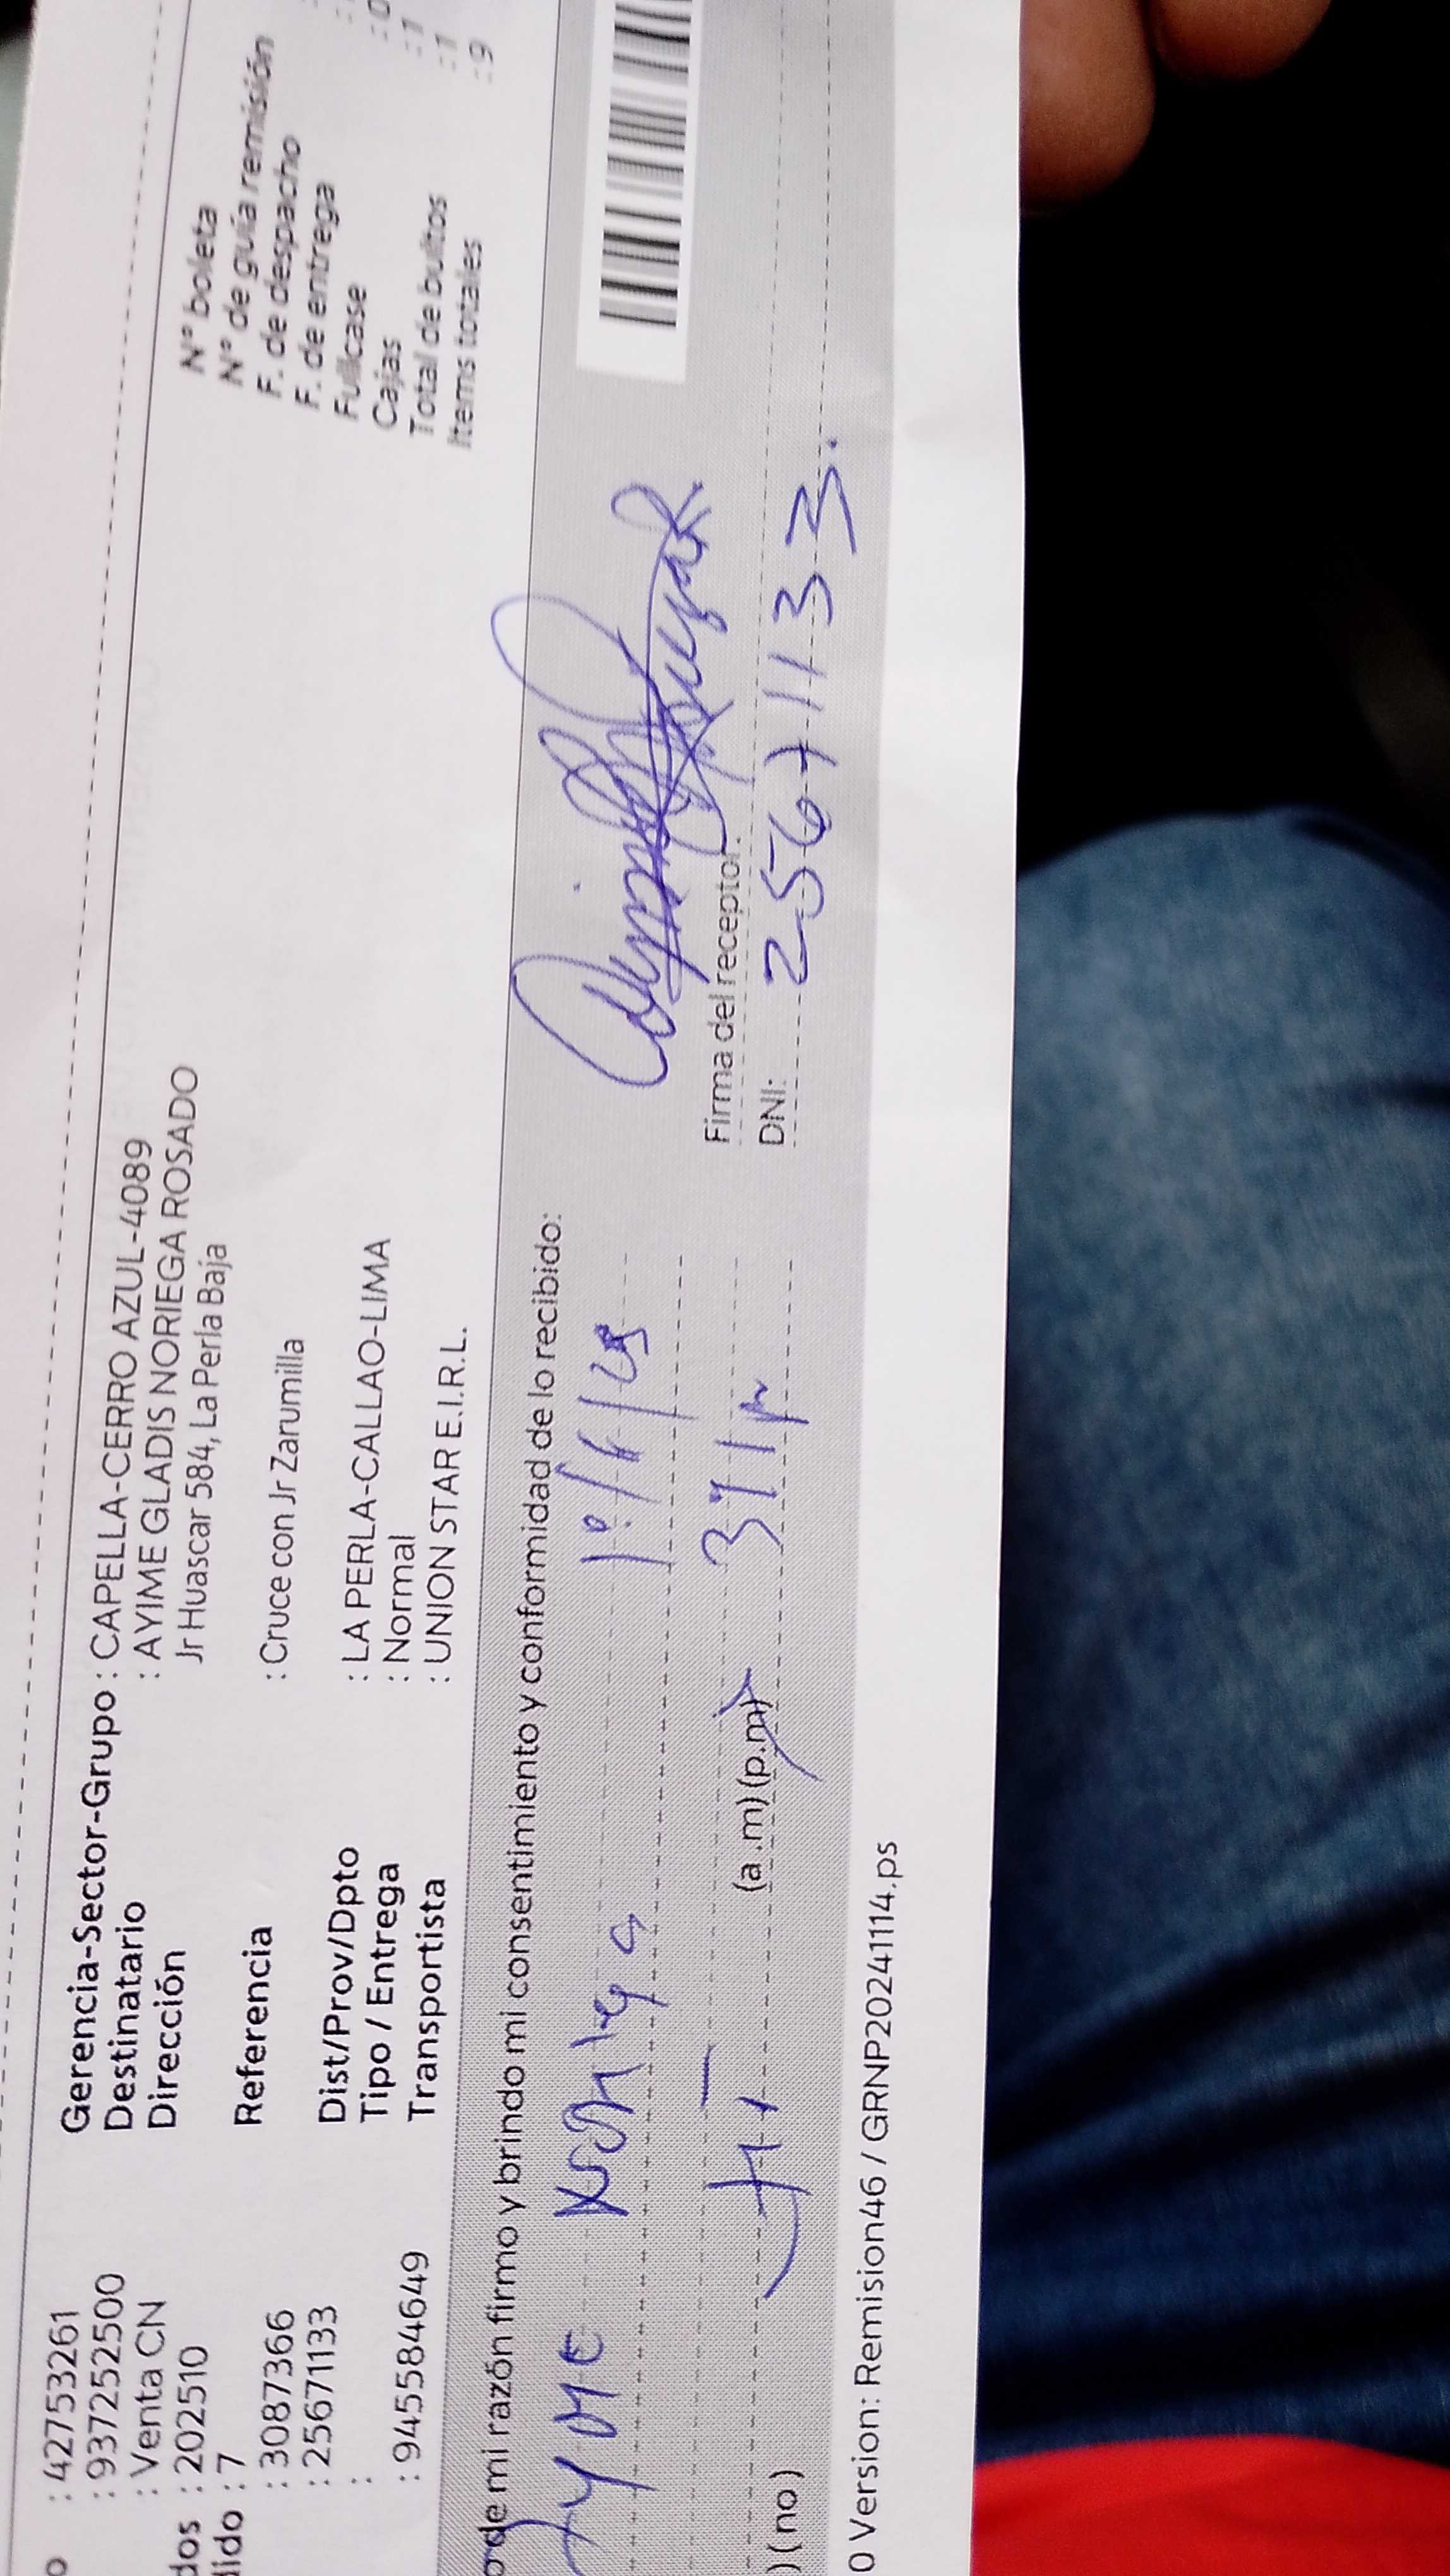 o : 42753261
: 937252500
: Venta CN
dos : 202510
dido : 7
: 3087366
: 25671133
:
: 945584649
Gerencia-Sector-Grupo : CAPELLA-CERRO AZUL-4089
Destinatario : AYIME GLADIS NORIEGA ROSADO
Dirección Jr Huascar 584, La Perla Baja
Referencia : Cruce con Jr Zarumilla
Dist/Prov/Dpto : LA PERLA-CALLAO-LIMA
Tipo / Entrega : Normal
Transportista : UNION STAR E.I.R.L.
N° boleta
N° de guía remisión
F. de despacho
F. de entrega
Fullcase : 0
Cajas : 1
Total de bultos : 1
Items totales : 9
o de mi razón firmo y brindo mi consentimiento y conformidad de lo recibido:
Noriega
Firma del receptor:
) (no) (a.m) (p.m)
DNI: 25671133.
0 Version: Remision46 / GRNP20241114.ps